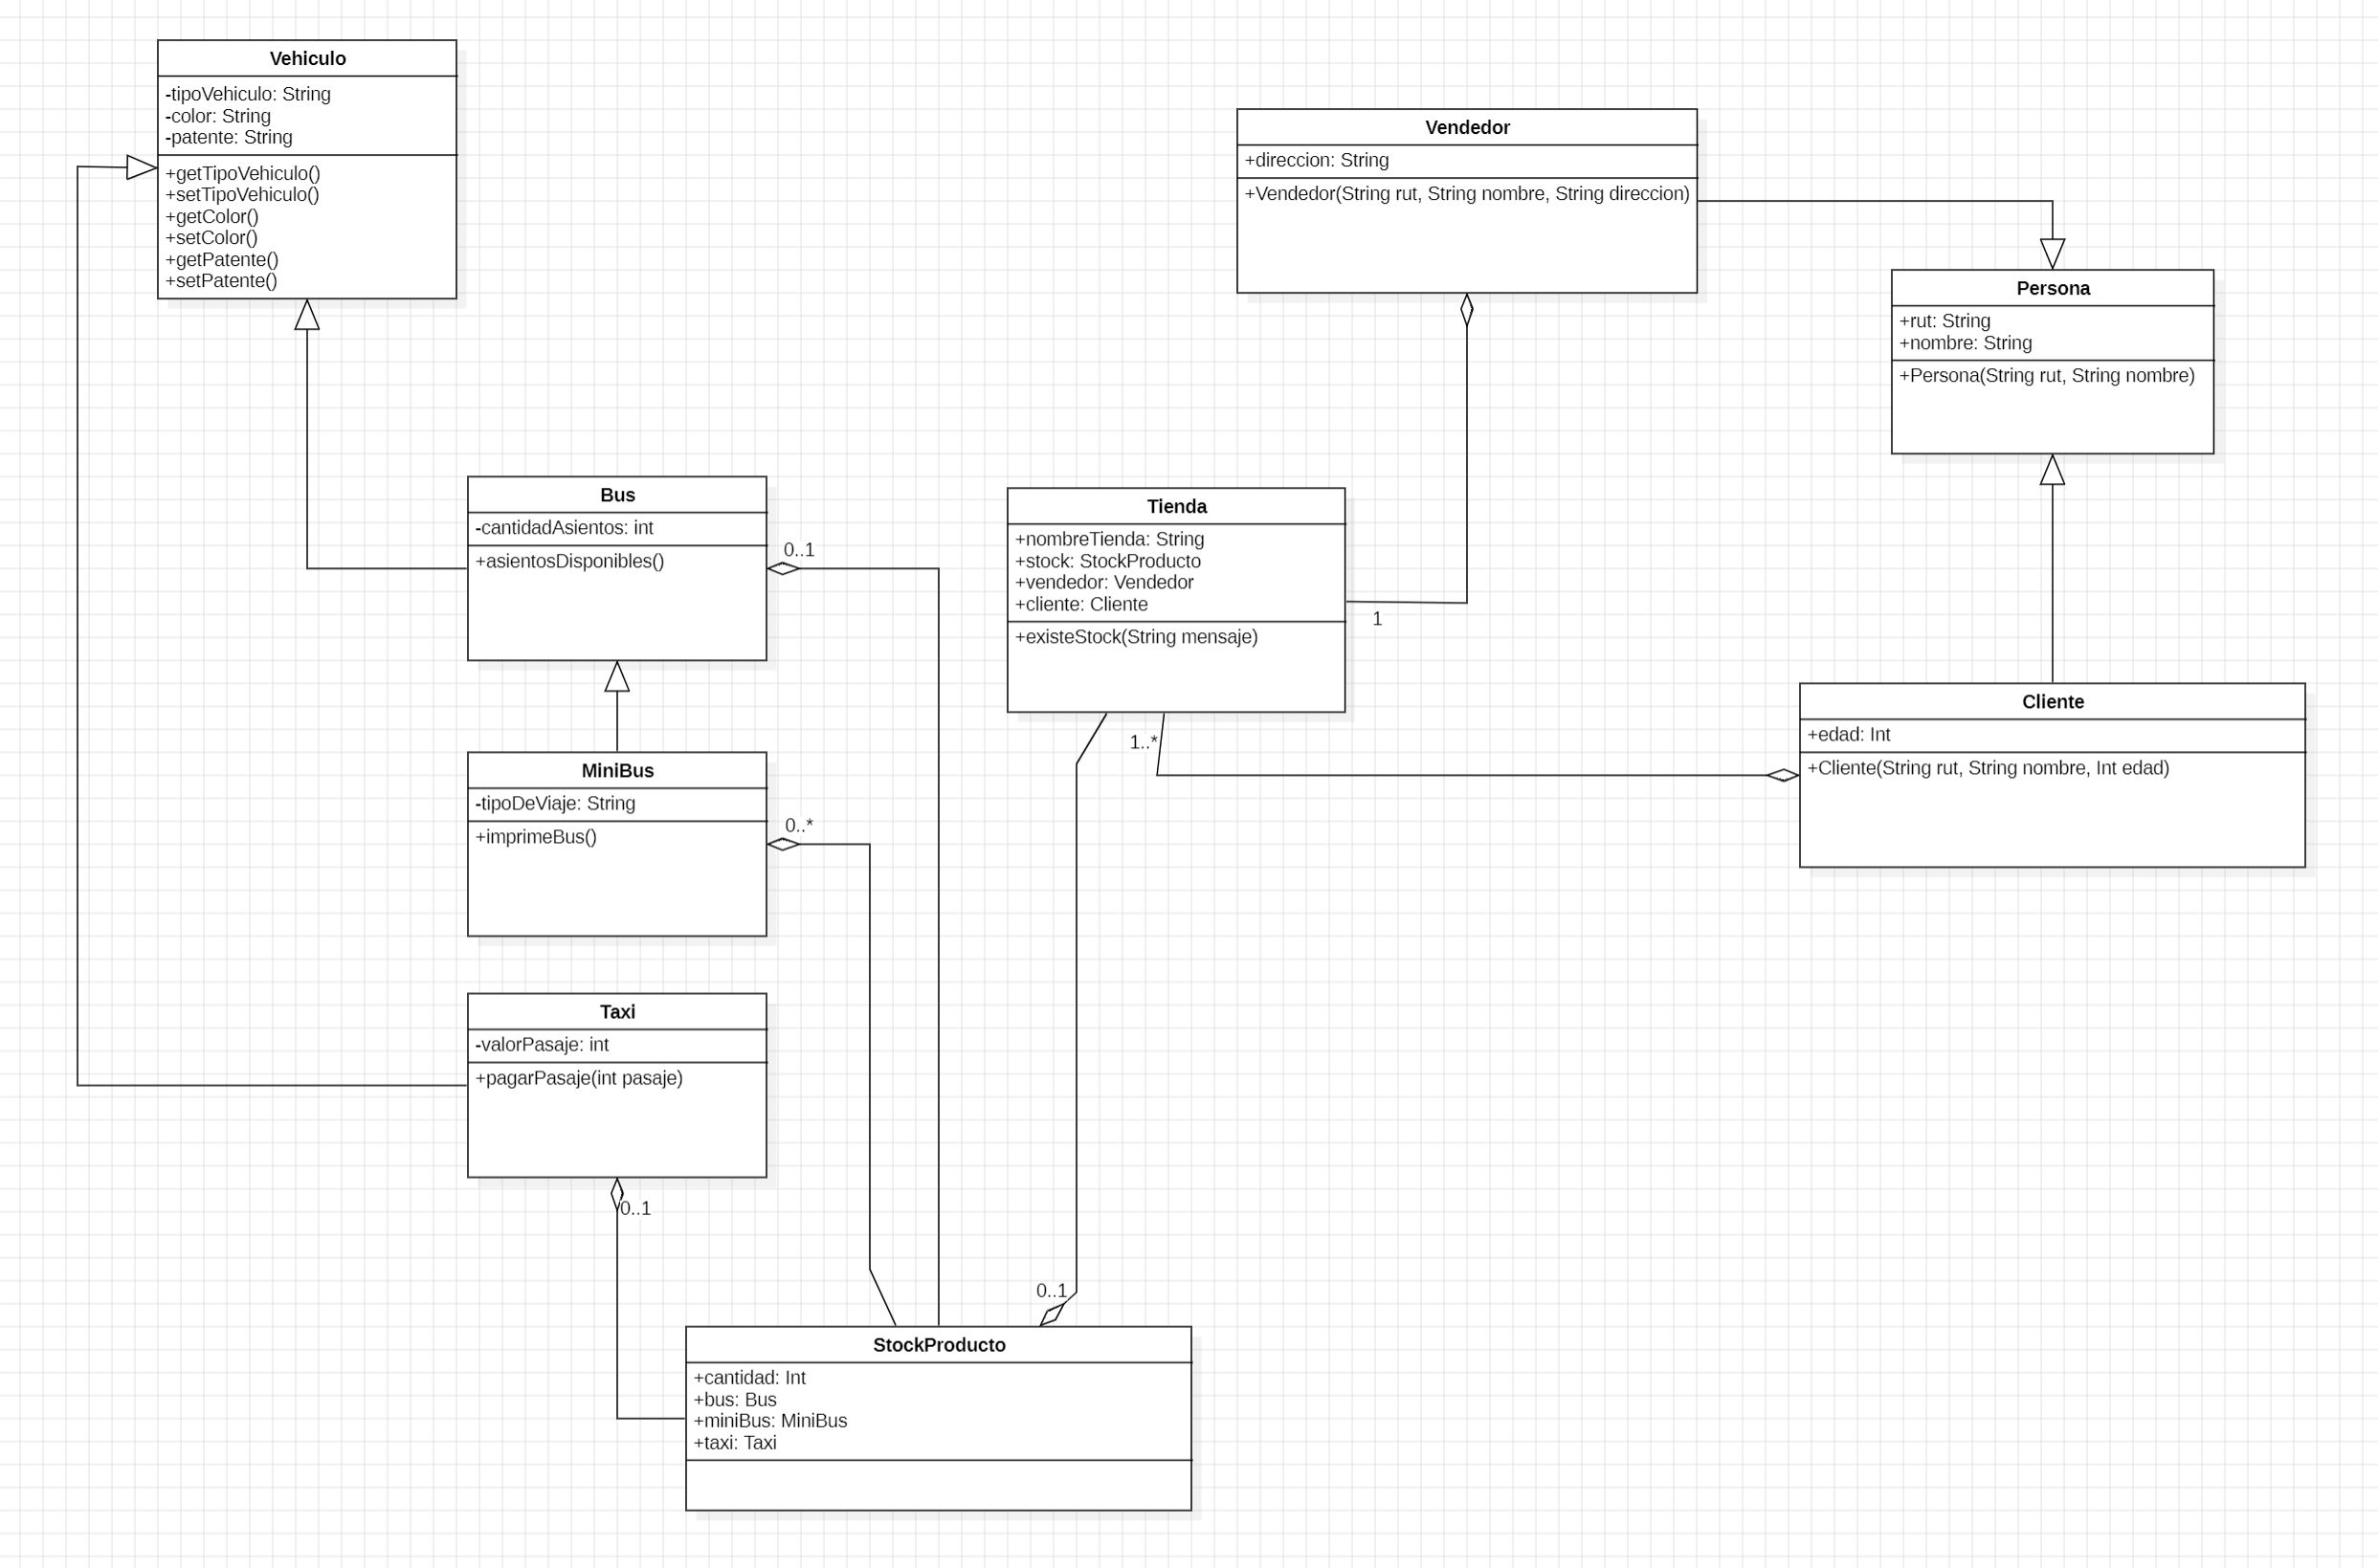 Vehiculo
-tipoVehiculo: String
-color: String
-patente: String
+getTipoVehiculo()
+setTipoVehiculo()
+getColor()
+setColor()
+getPatente()
+setPatente()
Vendedor
+direccion: String
+Vendedor(String rut, String nombre, String direccion)
Persona
+rut: String
+nombre: String
+Persona(String rut, String nombre)
Bus
-cantidadAsientos: int
+asientosDisponibles()
0..1
Tienda
+nombreTienda: String
+stock: StockProducto
+vendedor: Vendedor
+cliente: Cliente
+existeStock(String mensaje)
1
1..*
Cliente
+edad: Int
+Cliente(String rut, String nombre, Int edad)
MiniBus
-tipoDeViaje: String
+imprimeBus()
0..*
Taxi
-valorPasaje: int
+pagarPasaje(int pasaje)
0..1
0..1
StockProducto
+cantidad: Int
+bus: Bus
+miniBus: MiniBus
+taxi: Taxi